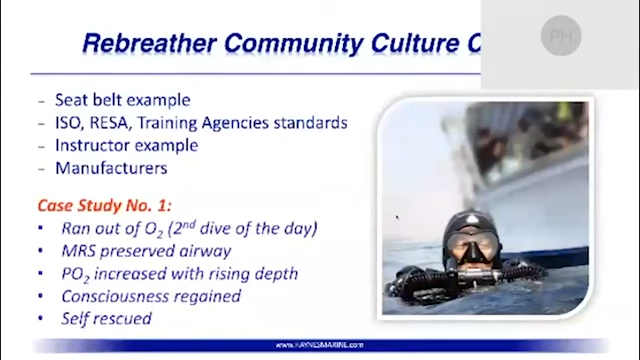 Rebreather Community Culture C
PH
– Seat belt example
– ISO, RESA, Training Agencies standards
– Instructor example
– Manufacturers
Case Study No. 1:
▪ Ran out of O₂ (2nd dive of the day)
▪ MRS preserved airway
▪ PO₂ increased with rising depth
▪ Consciousness regained
▪ Self rescued
www.HAYNESMARINE.com